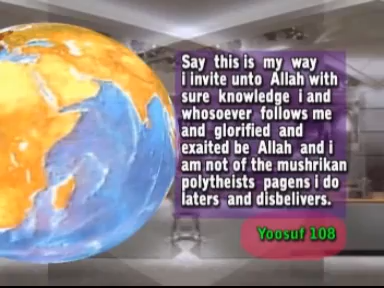 Say this is my way
i invite unto Allah with
sure knowledge i and
whosoever follows me
and glorified and
exaited be Allah and i
am not of the mushrikan
polytheists pagens i do
laters and disbelivers.
Yoosuf 108